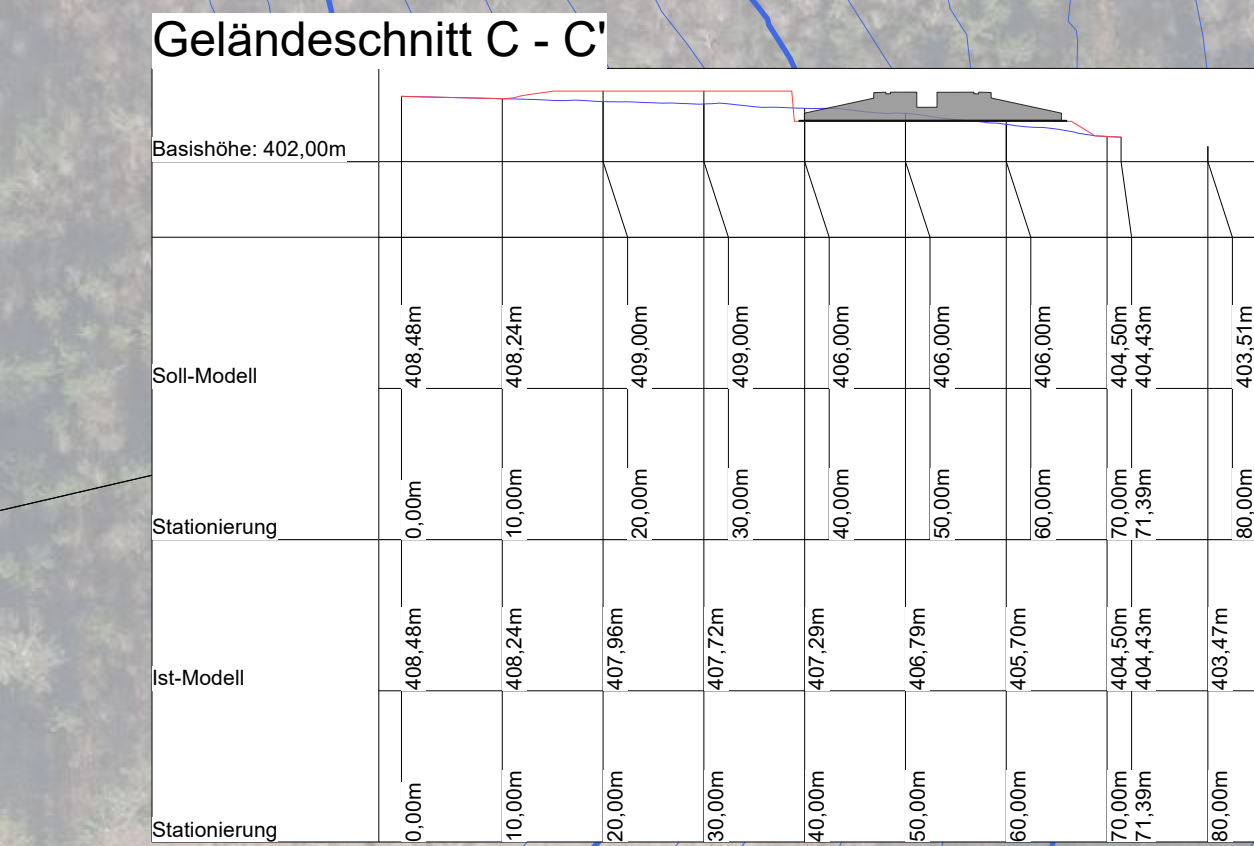 Geländeschnitt C - C'
Basishöhe: 402,00m
Soll-Modell
408,48m
408,24m
409,00m
409,00m
406,00m
406,00m
406,00m
404,50m
404,43m
403,51m
Stationierung
0,00m
10,00m
20,00m
30,00m
40,00m
50,00m
60,00m
70,00m
71,39m
80,00m
Ist-Modell
408,48m
408,24m
407,96m
407,72m
407,29m
406,79m
405,70m
404,50m
404,43m
403,47m
Stationierung
0,00m
10,00m
20,00m
30,00m
40,00m
50,00m
60,00m
70,00m
71,39m
80,00m